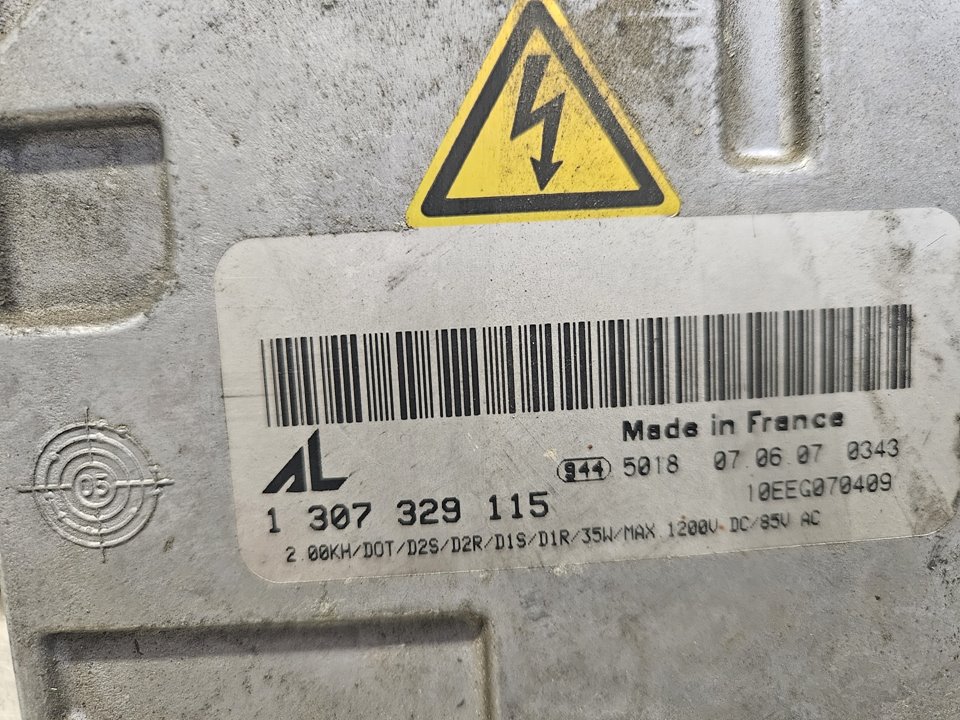 Made in France
AL
944 5018 07.06.07 0343
1 307 329 115
10EEG070409
2.00KH/DOT/D2S/D2R/D1S/D1R/35W/MAX 1200V DC/85V AC
05